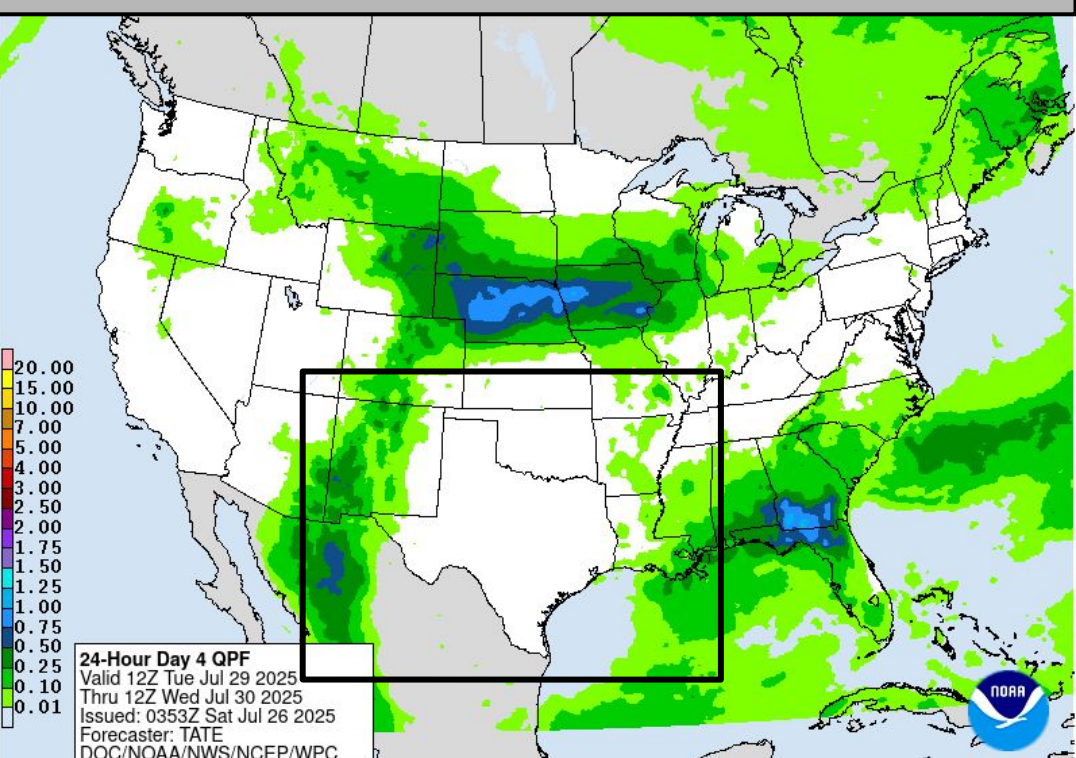 20.00
15.00
10.00
7.00
5.00
4.00
3.00
2.50
2.00
1.75
1.50
1.25
1.00
0.75
0.50
0.25
0.10
0.01
24-Hour Day 4 QPF
Valid 12Z Tue Jul 29 2025
Thru 12Z Wed Jul 30 2025
Issued: 0353Z Sat Jul 26 2025
Forecaster: TATE
DOC/NOAA/NWS/NCEP/WPC
NOAA